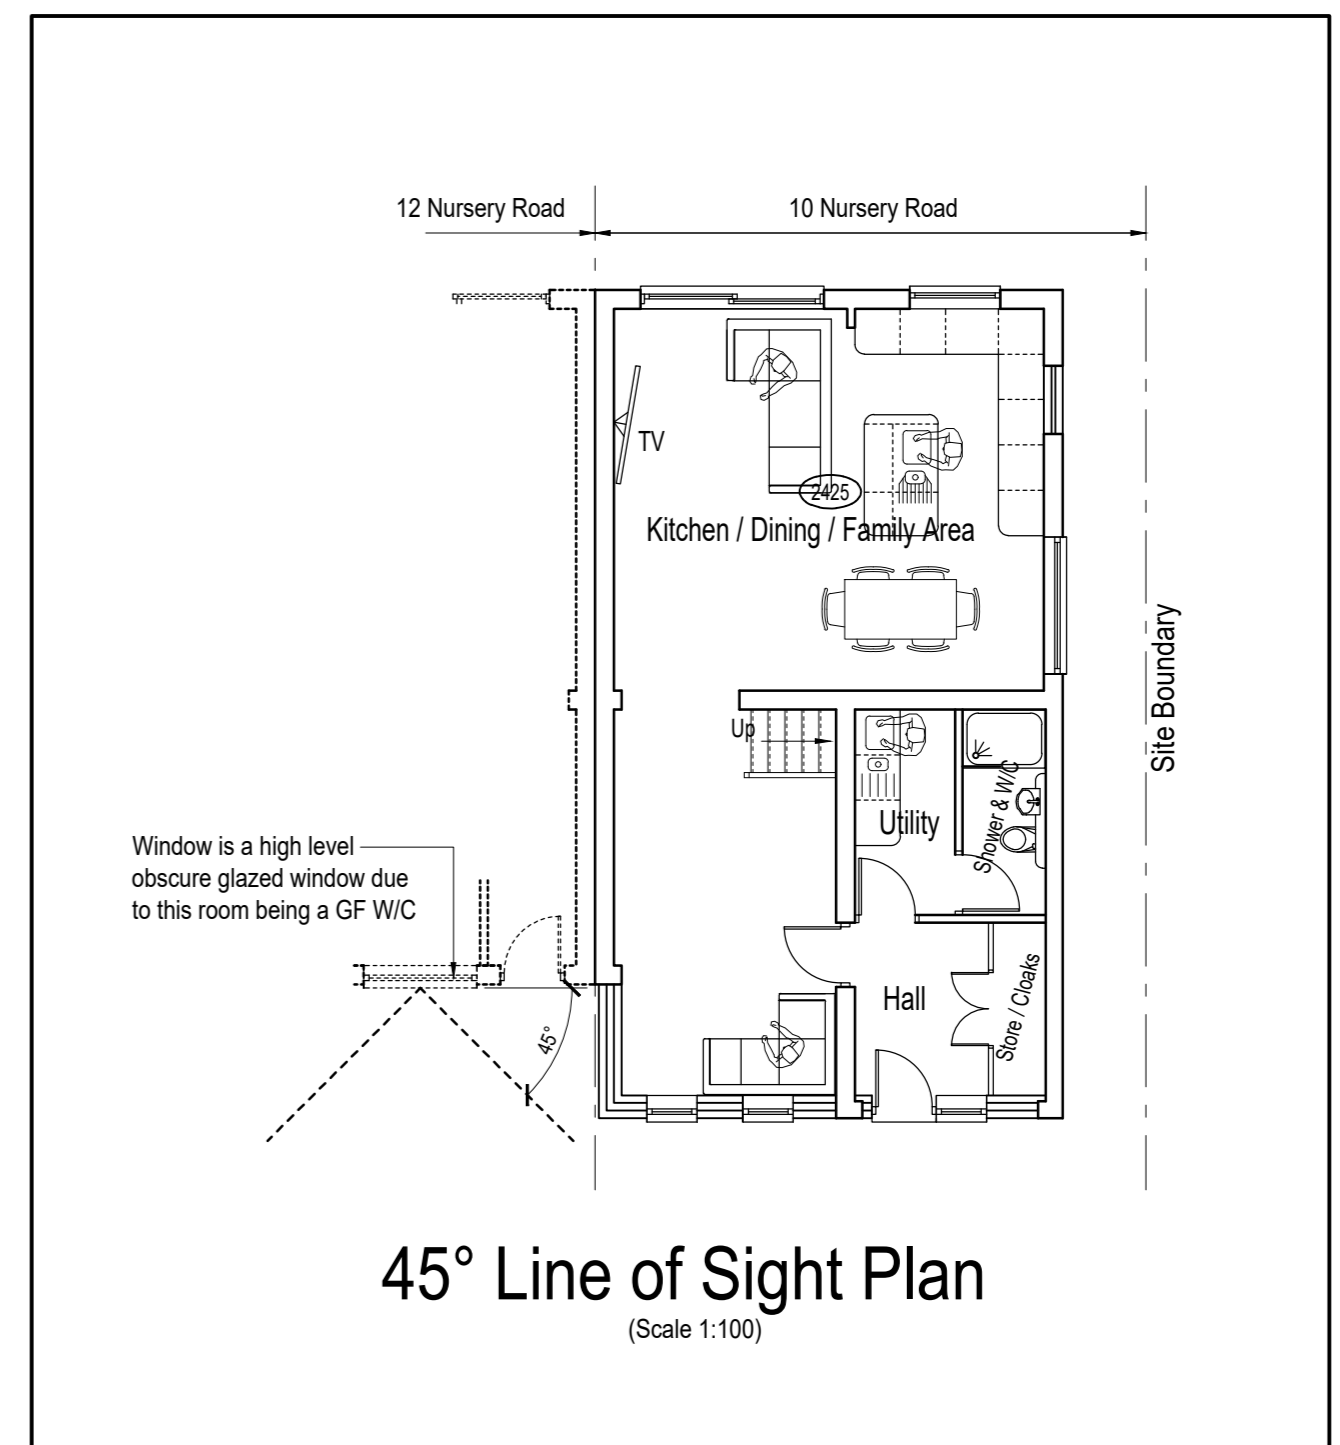 12 Nursery Road
10 Nursery Road
TV
2425
Kitchen / Dining / Family Area
Site Boundary
Up
Utility
Shower & W/C
Window is a high level
obscure glazed window due
to this room being a GF W/C
45°
Hall
Store / Cloaks
45° Line of Sight Plan
(Scale 1:100)